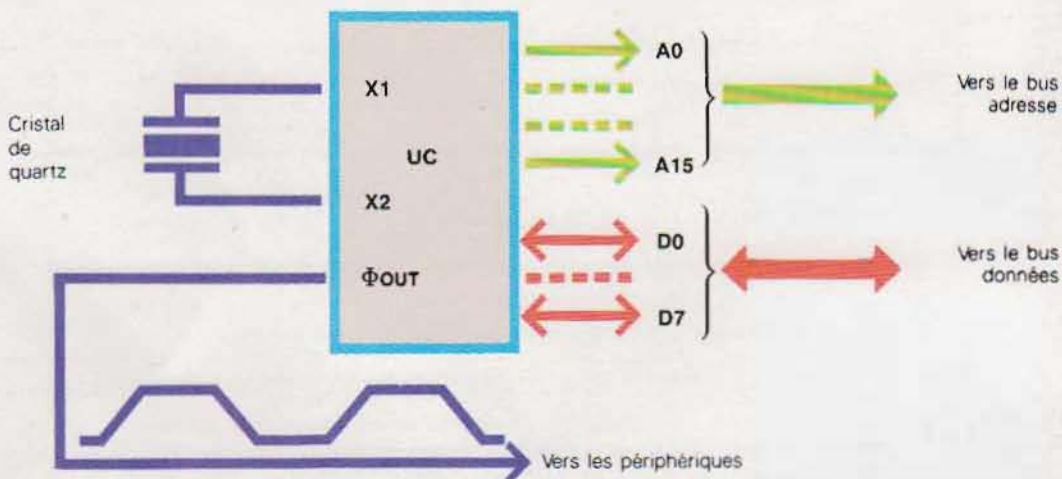 Cristal
de
quartz
X1
UC
X2
ΦOUT
A0
A15
D0
D7
Vers le bus
adresse
Vers le bus
données
Vers les périphériques